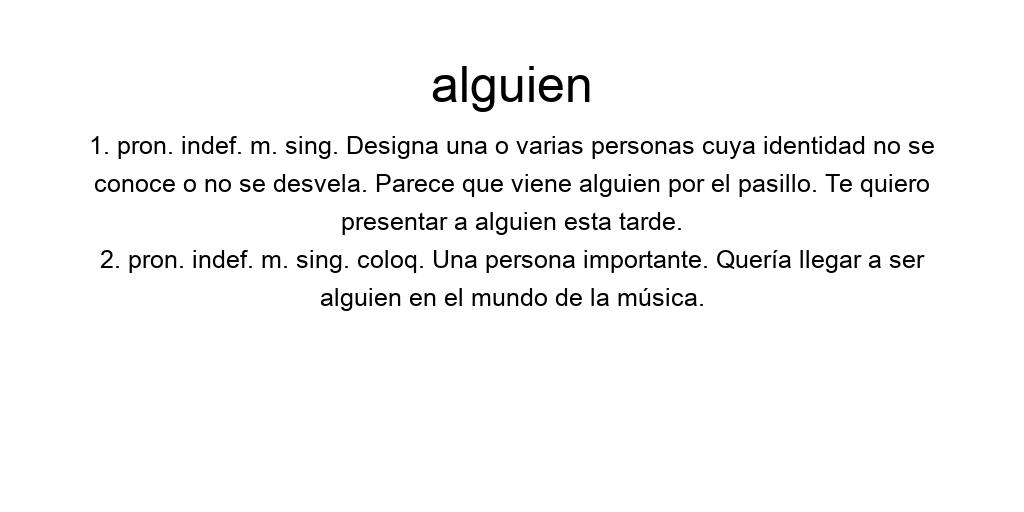 alguien
1. pron. indef. m. sing. Designa una o varias personas cuya identidad no se
conoce o no se desvela. Parece que viene alguien por el pasillo. Te quiero
presentar a alguien esta tarde.
2. pron. indef. m. sing. coloq. Una persona importante. Quería llegar a ser
alguien en el mundo de la música.